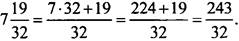 7 19/32 = (7·32+19)/32 = (224+19)/32 = 243/32.